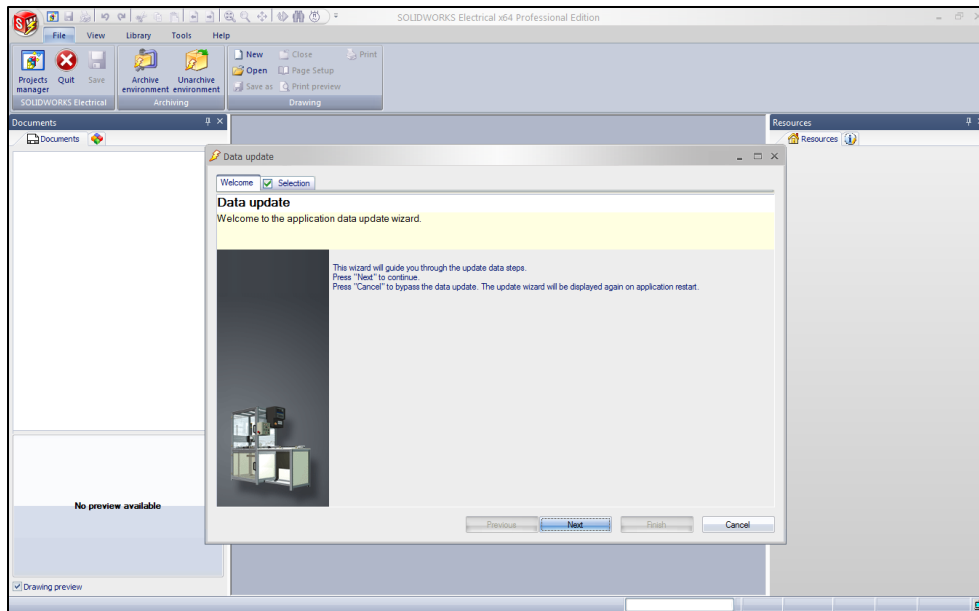 SOLIDWORKS Electrical x64 Professional Edition
File View Library Tools Help
Projects manager
Quit
Save
Archive environment
Unarchive environment
New
Close
Print
Open
Page Setup
Save as
Print preview
SOLIDWORKS Electrical
Archiving
Drawing
Documents
Resources
Documents
Resources
Data update
Welcome
Selection
Data update
Welcome to the application data update wizard.
This wizard will guide you through the update data steps.
Press "Next" to continue.
Press "Cancel" to bypass the data update. The update wizard will be displayed again on application restart.
No preview available
Previous
Next
Finish
Cancel
Drawing preview